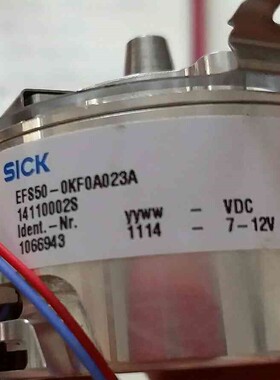 SICK
EFS50-0KF0A023A
14110002S
Ident.-Nr. yyww - VDC
1066943 1114 - 7-12V